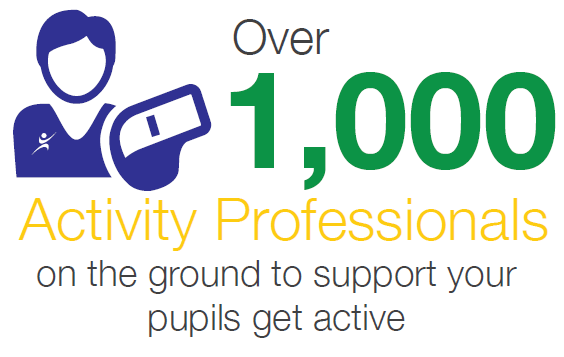 Over
1,000
Activity Professionals
on the ground to support your
pupils get active